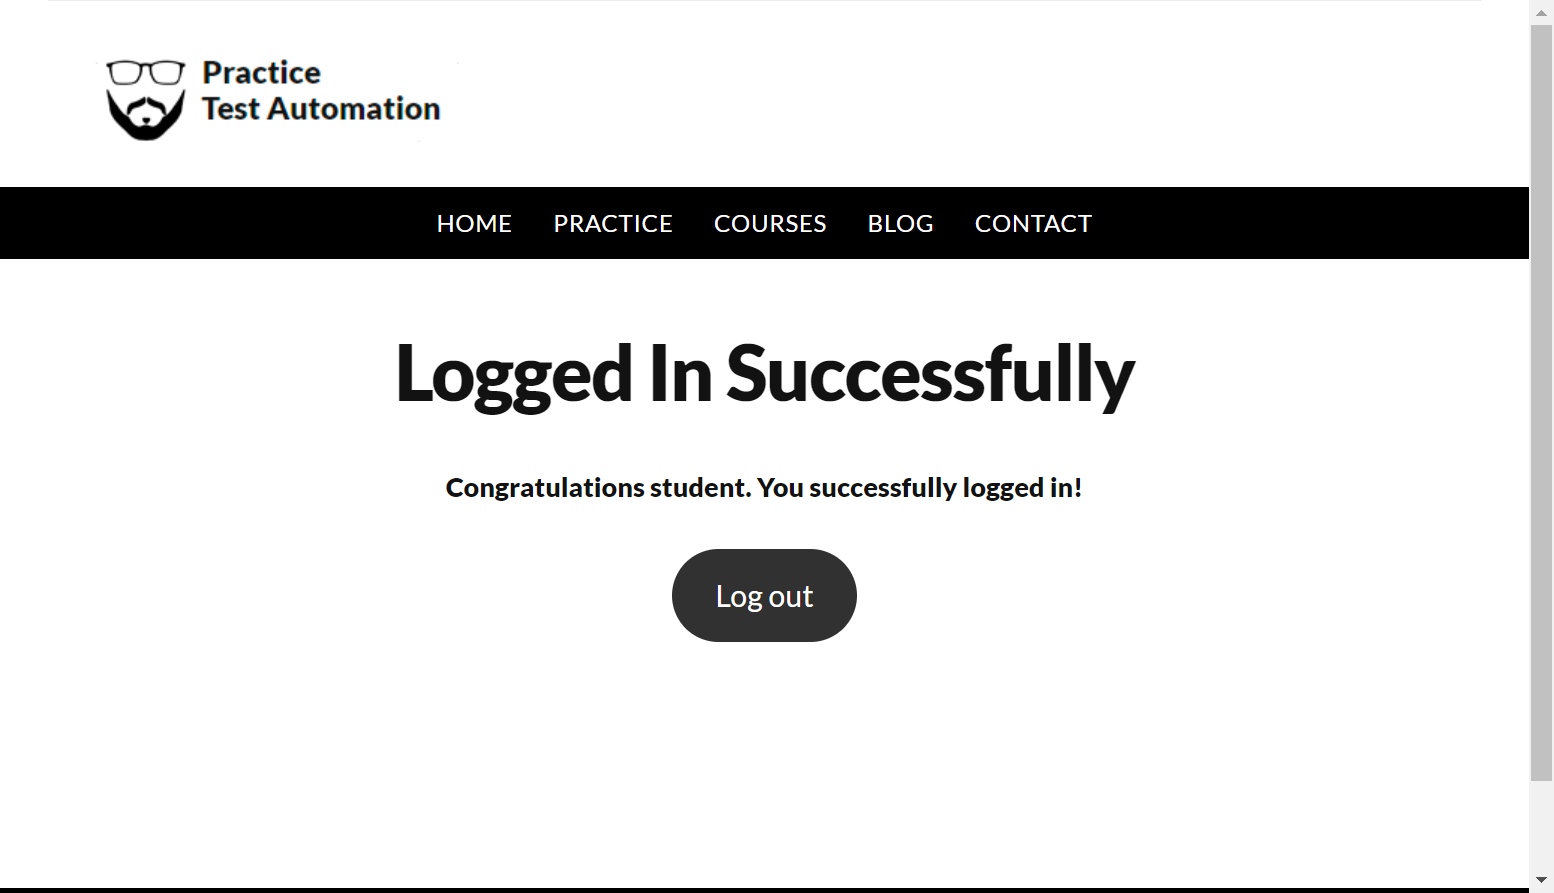 Practice
Test Automation
HOME PRACTICE COURSES BLOG CONTACT
Logged In Successfully
Congratulations student. You successfully logged in!
Log out